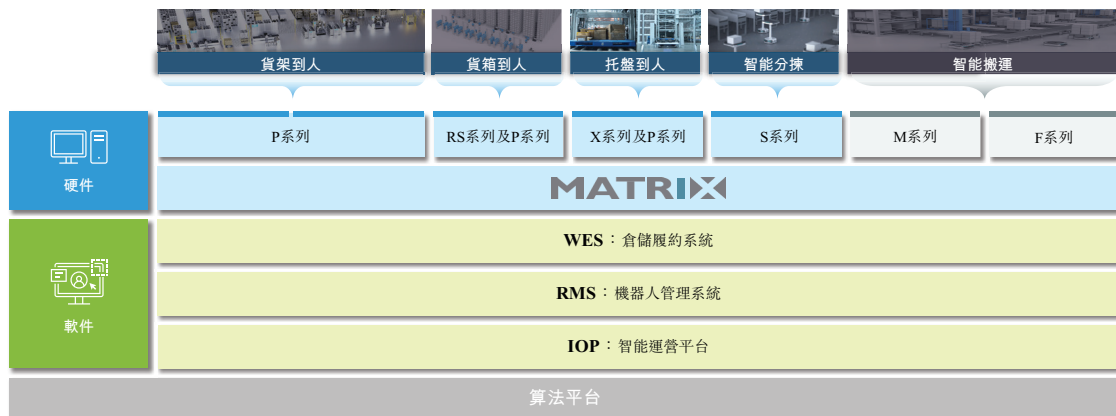 貨架到人
貨箱到人
托盤到人
智能分揀
智能搬運
硬件
P系列
RS系列及P系列
X系列及P系列
S系列
M系列
F系列
MATRIX
軟件
WES：倉儲履約系統
RMS：機器人管理系統
IOP：智能運營平台
算法平台